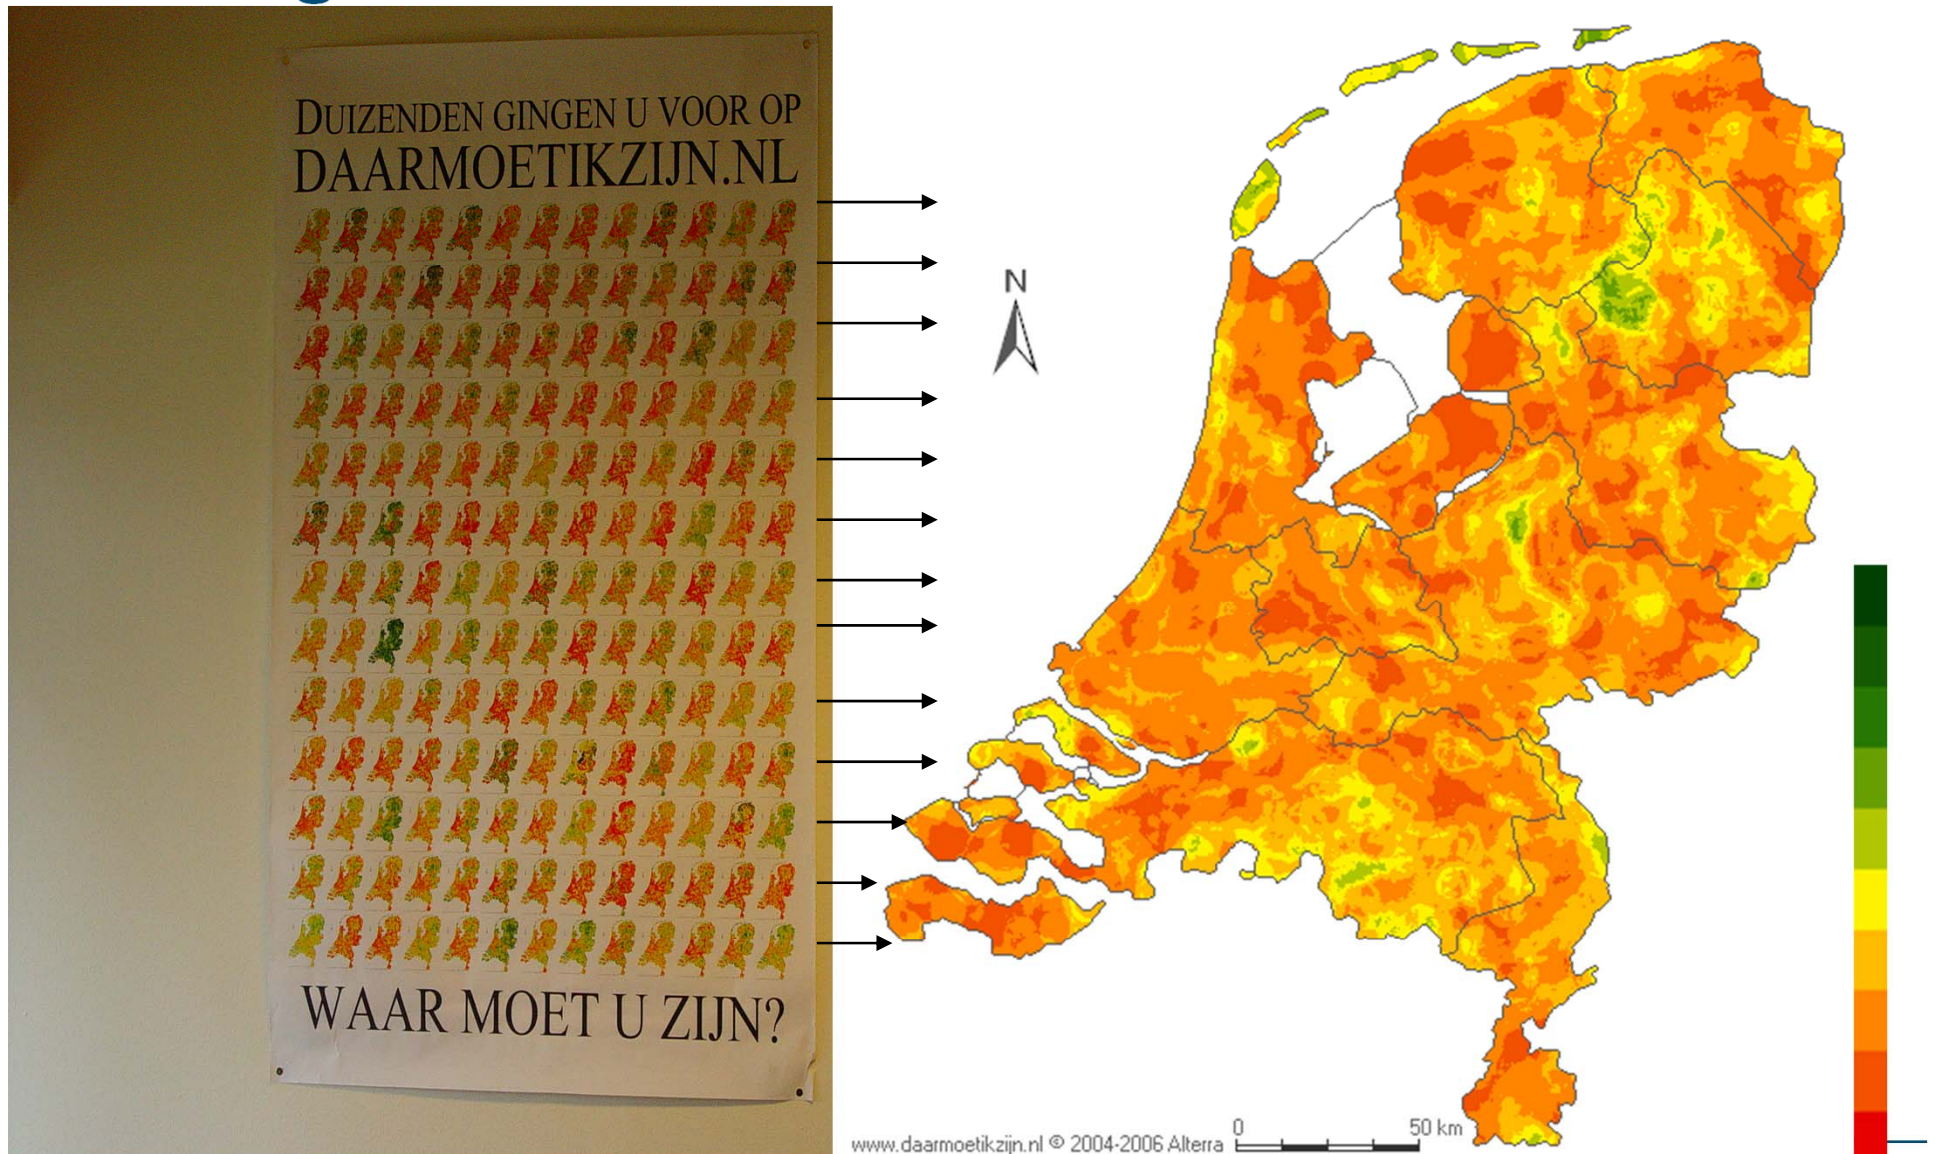 DUIZENDEN GINGEN U VOOR OP
DAARMOETIKZIJN.NL
WAAR MOET U ZIJN?
N
0 50 km
www.daarmoetikzijn.nl © 2004-2006 Alterra